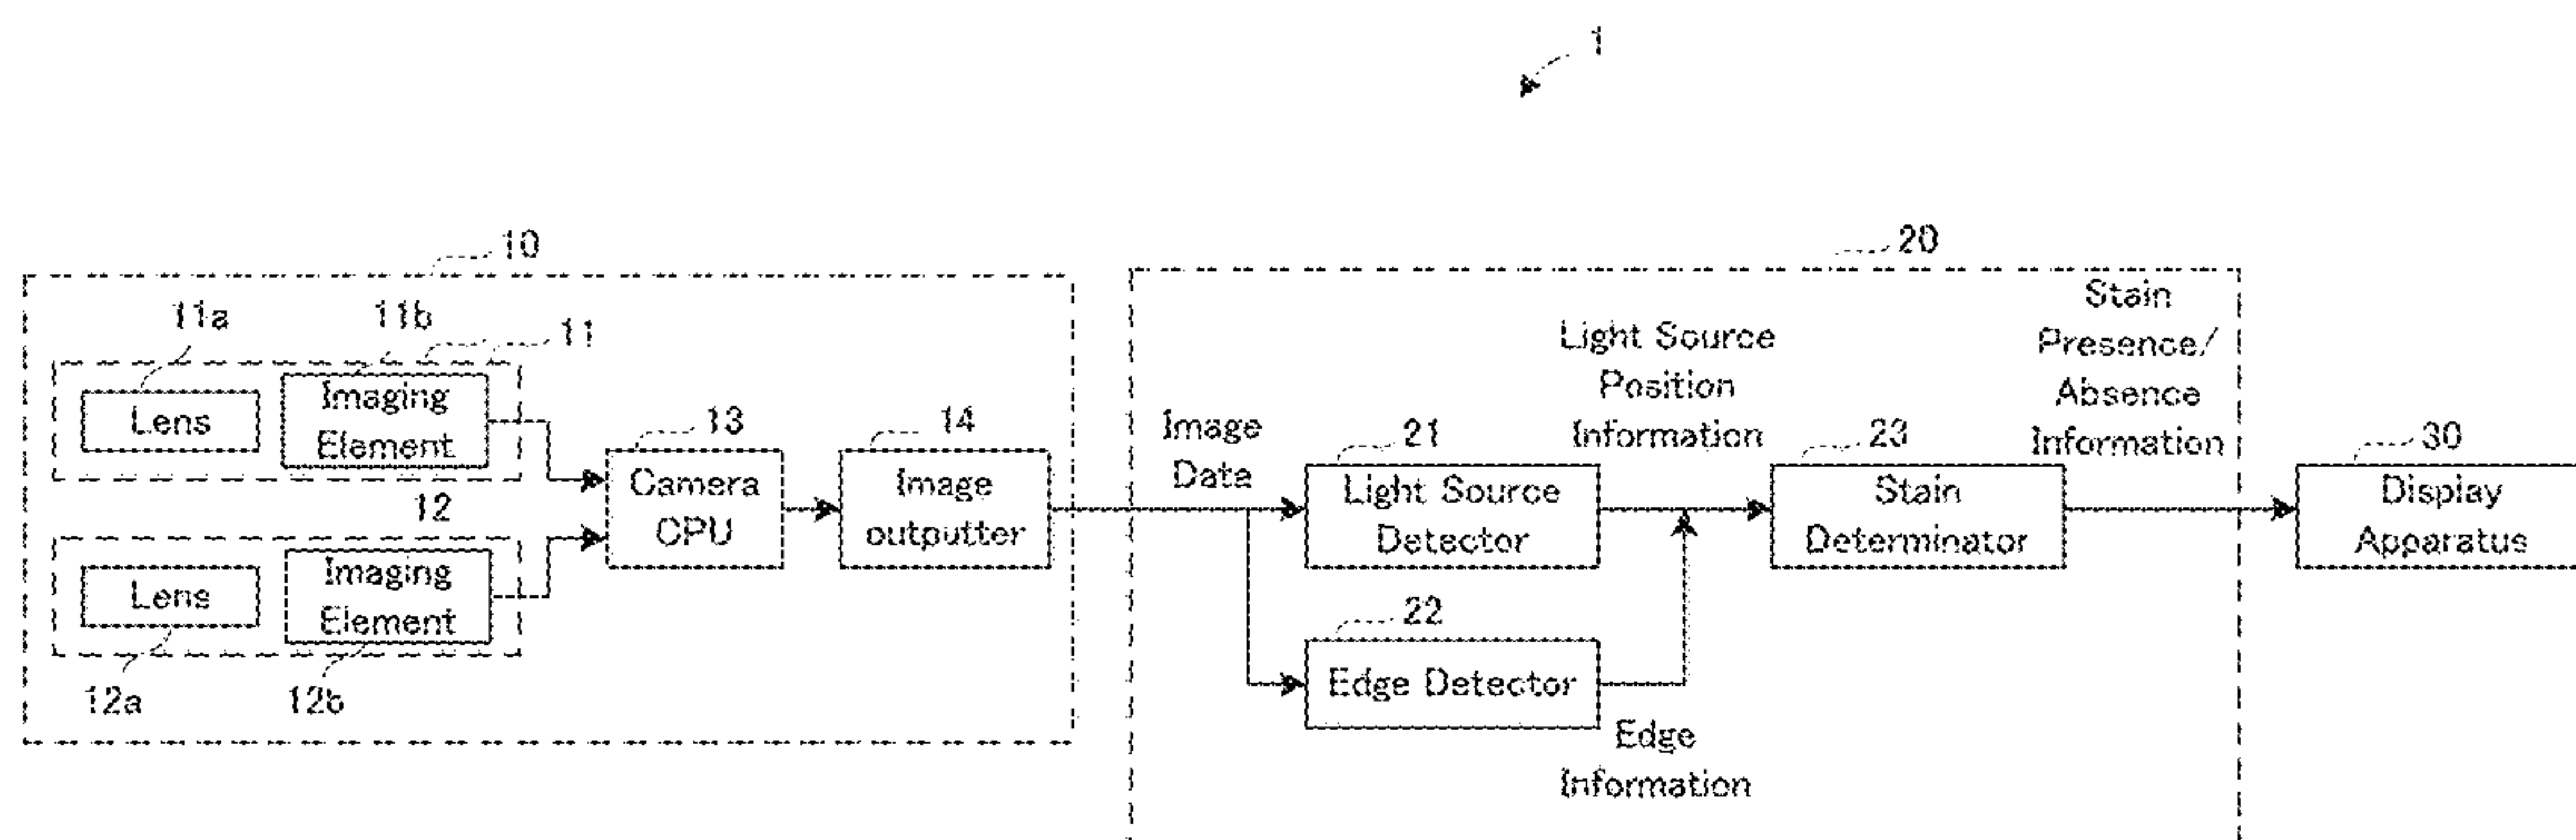 1
10
20
11a
11b
11
Lens
Imaging
Element
13
Camera
CPU
14
Image
outputter
12
Lens
Imaging
Element
12a
12b
Image
Data
21
Light Source
Detector
Light Source
Position
Information
22
Edge Detector
Edge
Information
23
Stain
Determinator
Stain
Presence/
Absence
Information
30
Display
Apparatus